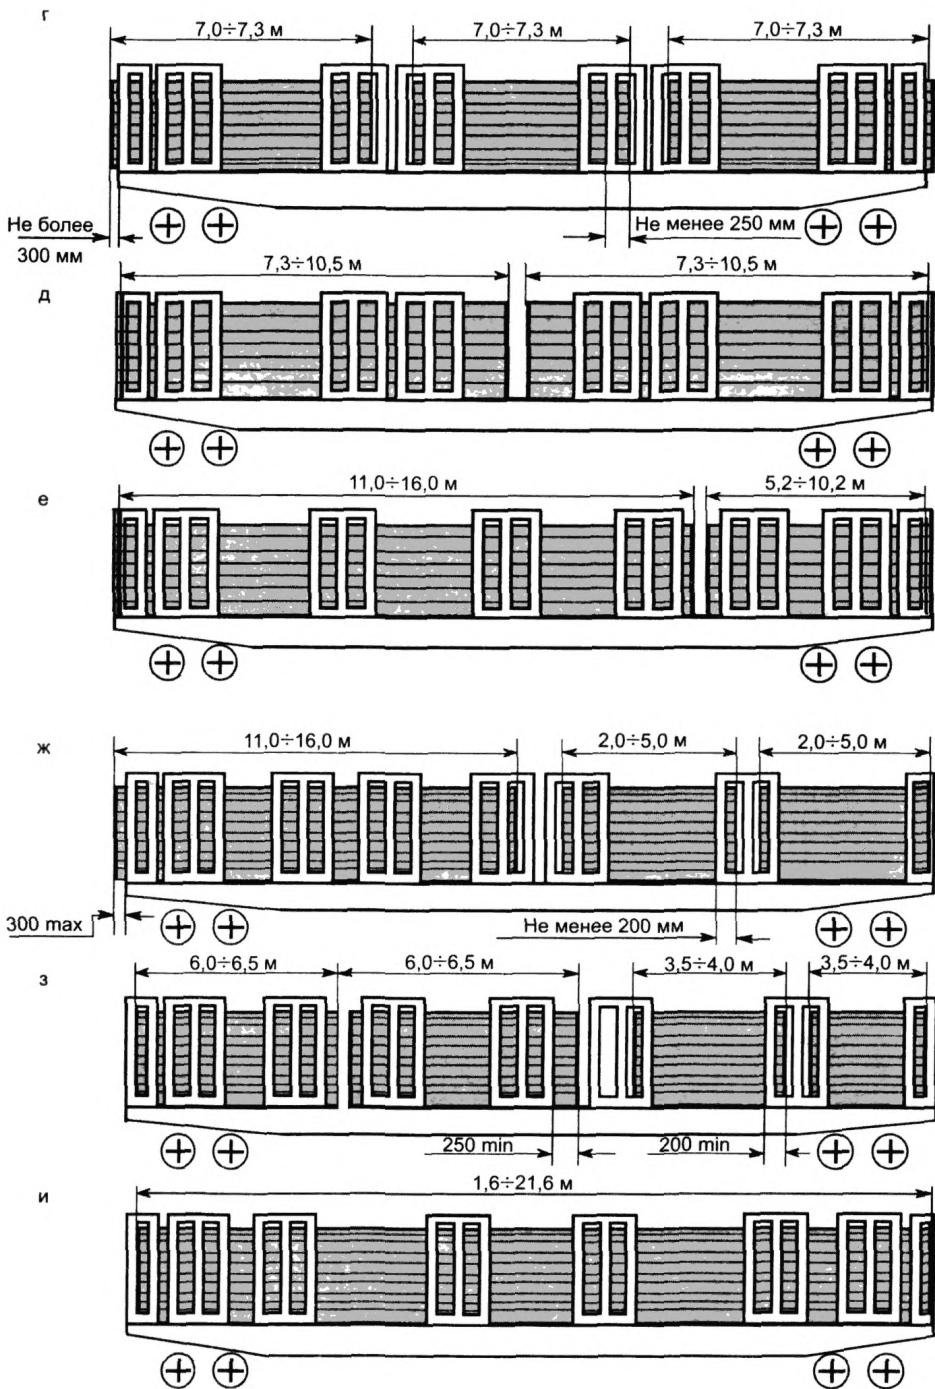 г
7,0÷7,3 м 7,0÷7,3 м 7,0÷7,3 м
Не более
300 мм
Не менее 250 мм
д
7,3÷10,5 м 7,3÷10,5 м
е
11,0÷16,0 м 5,2÷10,2 м
ж
11,0÷16,0 м 2,0÷5,0 м 2,0÷5,0 м
300 max
Не менее 200 мм
з
6,0÷6,5 м 6,0÷6,5 м 3,5÷4,0 м 3,5÷4,0 м
250 min 200 min
и
1,6÷21,6 м